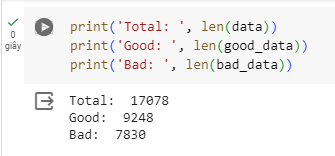 0
giây
print('Total: ', len(data))
print('Good: ', len(good_data))
print('Bad: ', len(bad_data))
Total:  17078
Good:  9248
Bad:  7830